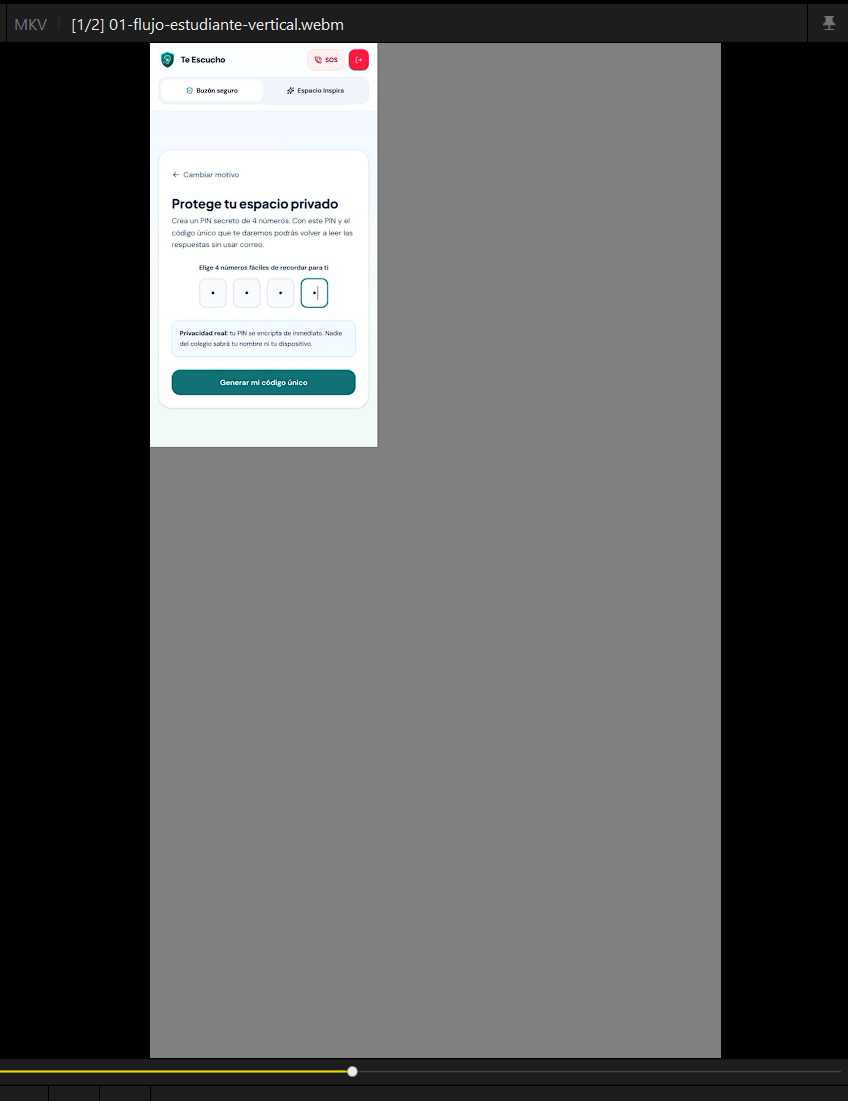 MKV
[1/2] 01-flujo-estudiante-vertical.webm
Te Escucho
SOS
Buzón seguro
Espacio Inspira
← Cambiar motivo
Protege tu espacio privado
Crea un PIN secreto de 4 números. Con este PIN y el
código único que te daremos podrás volver a leer las
respuestas sin usar correo.
Elige 4 números fáciles de recordar para ti
Privacidad real: tu PIN se encripta de inmediato. Nadie
del colegio sabrá tu nombre ni tu dispositivo.
Generar mi código único